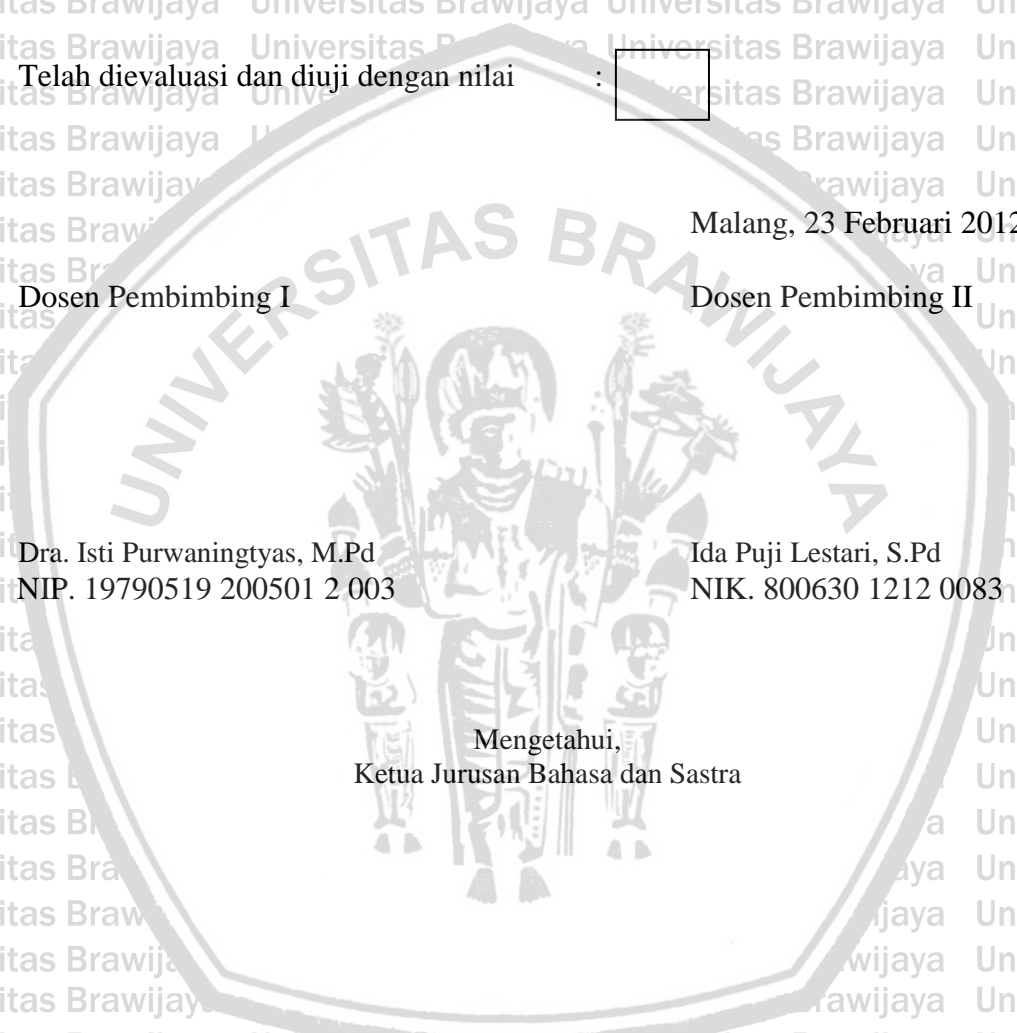 Telah dievaluasi dan diuji dengan nilai :
Malang, 23 Februari 2012
Dosen Pembimbing I Dosen Pembimbing II
UNIVERSITAS BRAWIJAYA
Dra. Isti Purwaningtyas, M.Pd Ida Puji Lestari, S.Pd
NIP. 19790519 200501 2 003 NIK. 800630 1212 0083
Mengetahui,
Ketua Jurusan Bahasa dan Sastra